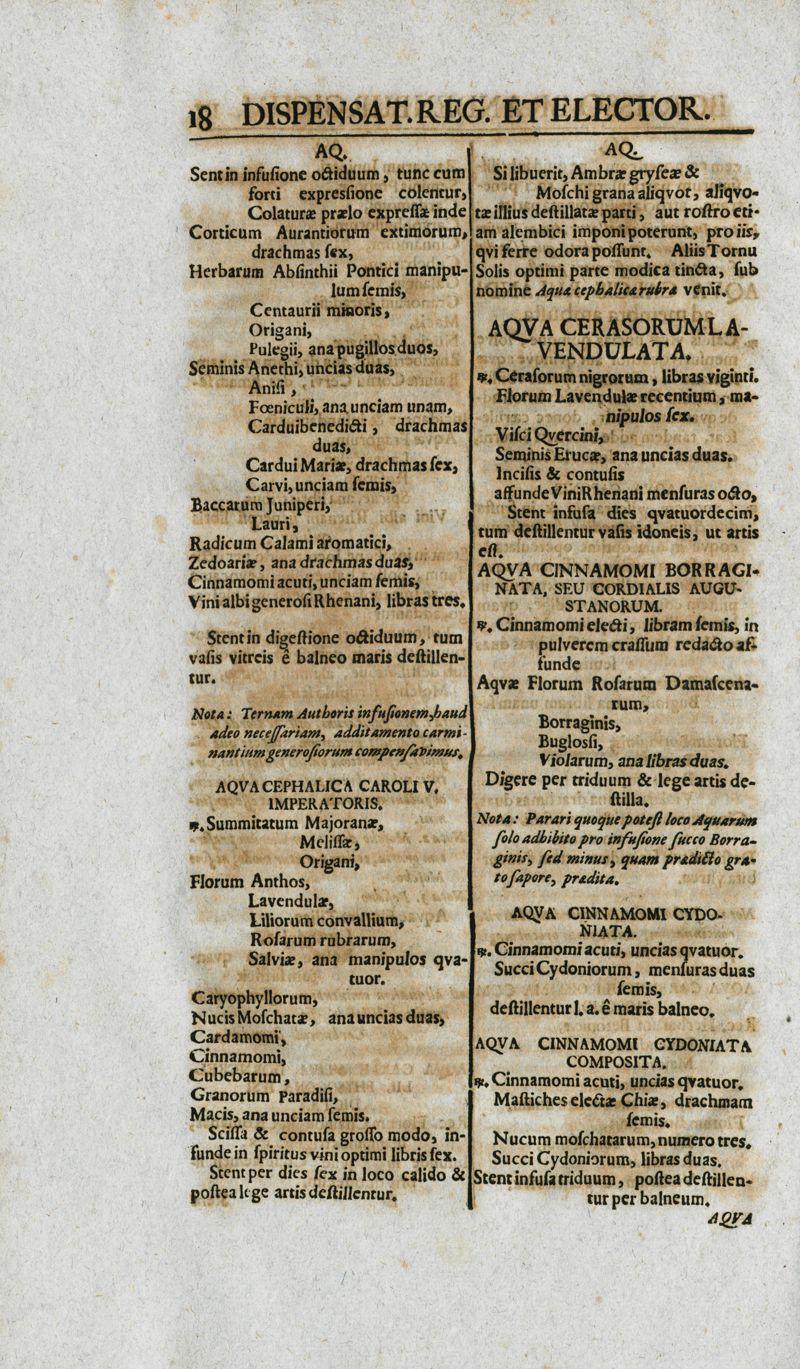 18 DISPENSAT. REG. ET ELECTOR.
AQ.
Sent in infuſione octiduum, tunc cum
forti expresſione colentur,
Colaturæ prælo expreſſæ inde
Corticum Aurantiorum extimorum,
drachmas ſex,
Herbarum Abſinthii Pontici manipu-
lum ſemis,
Centaurii minoris,
Origani,
Pulegii, ana pugillos duos,
Seminis Anethi, uncias duas,
Aniſi,
Fœniculi, ana unciam unam,
Carduibenedicti, drachmas
duas,
Cardui Mariæ, drachmas ſex,
Carvi, unciam ſemis,
Baccarum Juniperi,
Lauri,
Radicum Calami aromatici,
Zedoariæ, ana drachmas duas,
Cinnamomi acuti, unciam ſemis,
Vini albi generoſi Rhenani, libras tres.
Stent in digeſtione octiduum, tum
vaſis vitreis ê balneo maris deſtillen-
tur.
Nota: Ternam Authoris infuſionem, haud
adeo neceſſariam, additamento carmi-
nantium generoſiorum compenſavimus.
AQVA CEPHALICA CAROLI V.
IMPERATORIS.
℞. Summitatum Majoranæ,
Meliſſæ,
Origani,
Florum Anthos,
Lavendulæ,
Liliorum convallium,
Roſarum rubrarum,
Salviæ, ana manipulos qva-
tuor.
Caryophyllorum,
Nucis Moſchatæ, ana uncias duas,
Cardamomi,
Cinnamomi,
Cubebarum,
Granorum Paradiſi,
Macis, ana unciam ſemis.
Sciſſa & contuſa groſſo modo, in-
funde in ſpiritus vini optimi libris ſex.
Stent per dies ſex in loco calido &
poſtea lege artis deſtillentur.
AQ.
Si libuerit, Ambræ gryſeæ &
Moſchi grana aliqvot, aliqvo-
tæ illius deſtillatæ parti, aut roſtro eti-
am alembici imponi poterunt, pro iis,
qvi ferre odora poſſunt. Aliis Tornu
Solis optimi parte modica tincta, ſub
nomine Aqua cephalica rubra venit.
AQVA CERASORUM LA-
VENDULATA.
℞. Ceraſorum nigrorum, libras viginti.
Florum Lavendulæ recentium, ma-
nipulos ſex.
Viſci Qvercini,
Seminis Erucæ, ana uncias duas.
Inciſis & contuſis
affunde Vini Rhenani menſuras octo,
Stent infuſa dies qvatuordecim,
tum deſtillentur vaſis idoneis, ut artis
eſt.
AQVA CINNAMOMI BORRAGI-
NATA, SEU CORDIALIS AUGU-
STANORUM.
℞. Cinnamomi electi, libram ſemis, in
pulverem craſſum redacto aſ-
funde
Aqvæ Florum Roſarum Damaſcena-
rum,
Borraginis,
Bugloſſi,
Violarum, ana libras duas.
Digere per triduum & lege artis de-
ſtilla.
Nota: Parari quoque poteſt loco Aquarum
ſolo adhibito pro infuſione ſucco Borra-
ginis, ſed minus, quam prædicto gra-
to ſapore, prædita.
AQVA CINNAMOMI CYDO-
NIATA.
℞. Cinnamomi acuti, uncias qvatuor.
Succi Cydoniorum, menſuras duas
ſemis,
deſtillentur l. a. ê maris balneo.
AQVA CINNAMOMI CYDONIATA
COMPOSITA.
℞. Cinnamomi acuti, uncias qvatuor.
Maſtiches electæ Chiæ, drachmam
ſemis.
Nucum moſchatarum, numero tres.
Succi Cydoniorum, libras duas.
Stent infuſa triduum, poſtea deſtillen-
tur per balneum.
AQVA